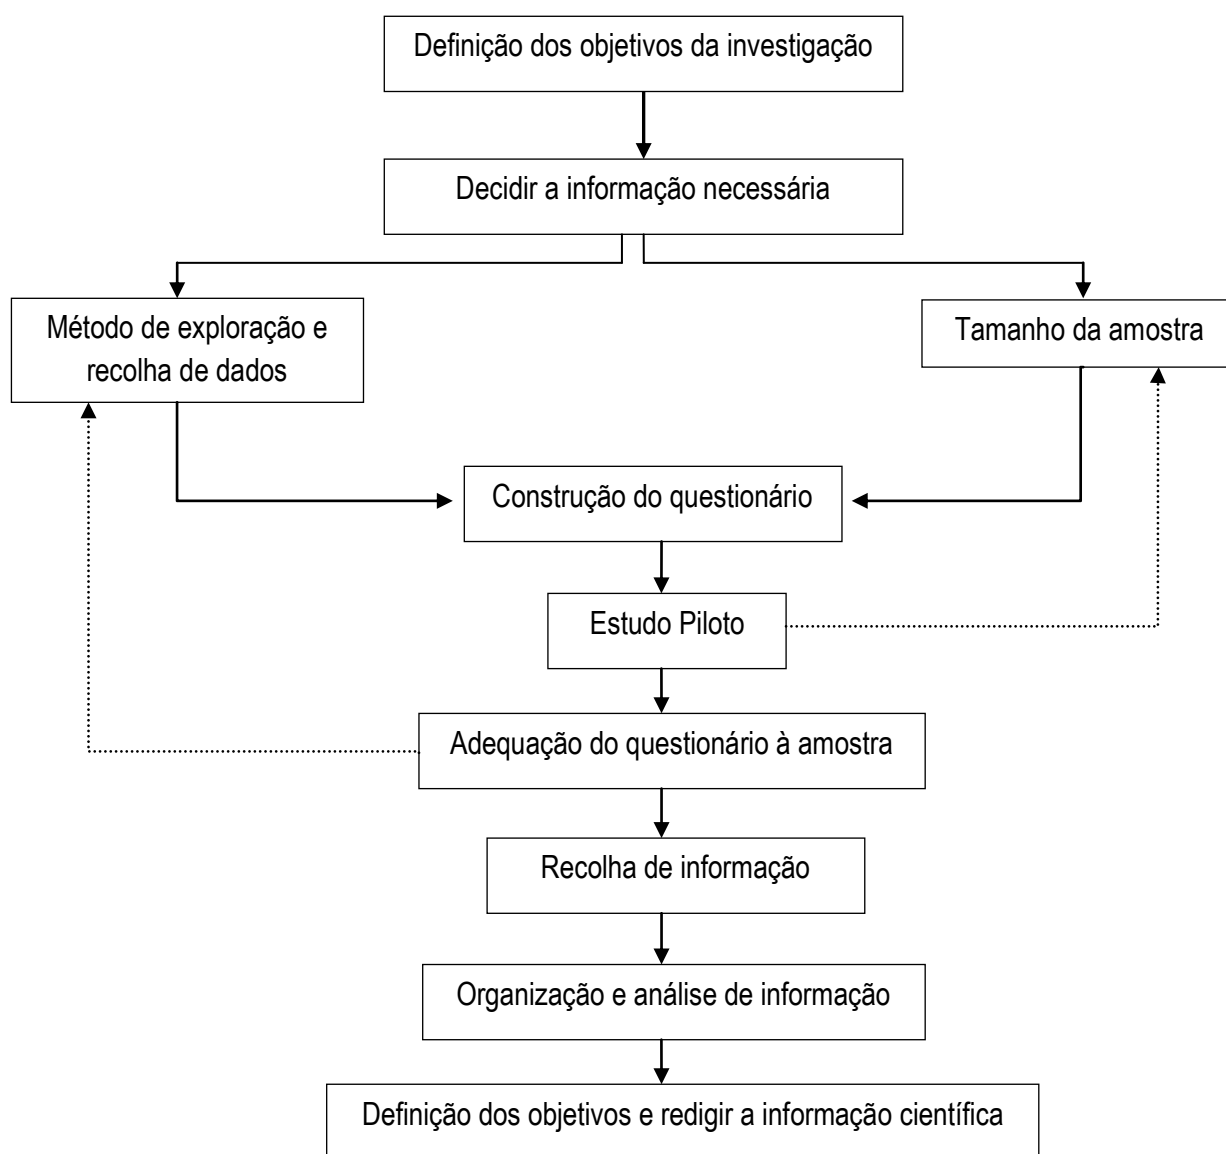 Definição dos objetivos da investigação
Decidir a informação necessária
Método de exploração e
recolha de dados
Tamanho da amostra
Construção do questionário
Estudo Piloto
Adequação do questionário à amostra
Recolha de informação
Organização e análise de informação
Definição dos objetivos e redigir a informação científica